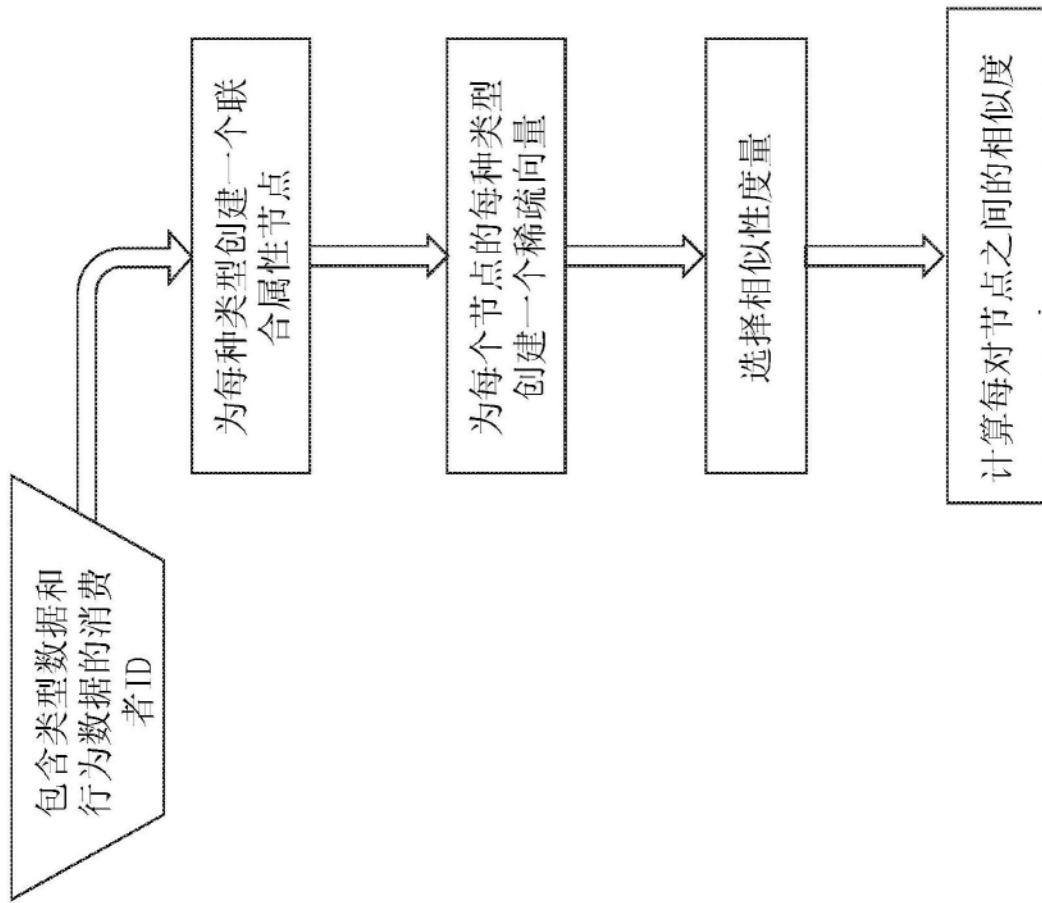 包含类型数据和
行为数据的消费
者ID
为每种类型创建一个联
合属性节点
为每个节点的每种类型
创建一个稀疏向量
选择相似性度量
计算每对节点之间的相似度